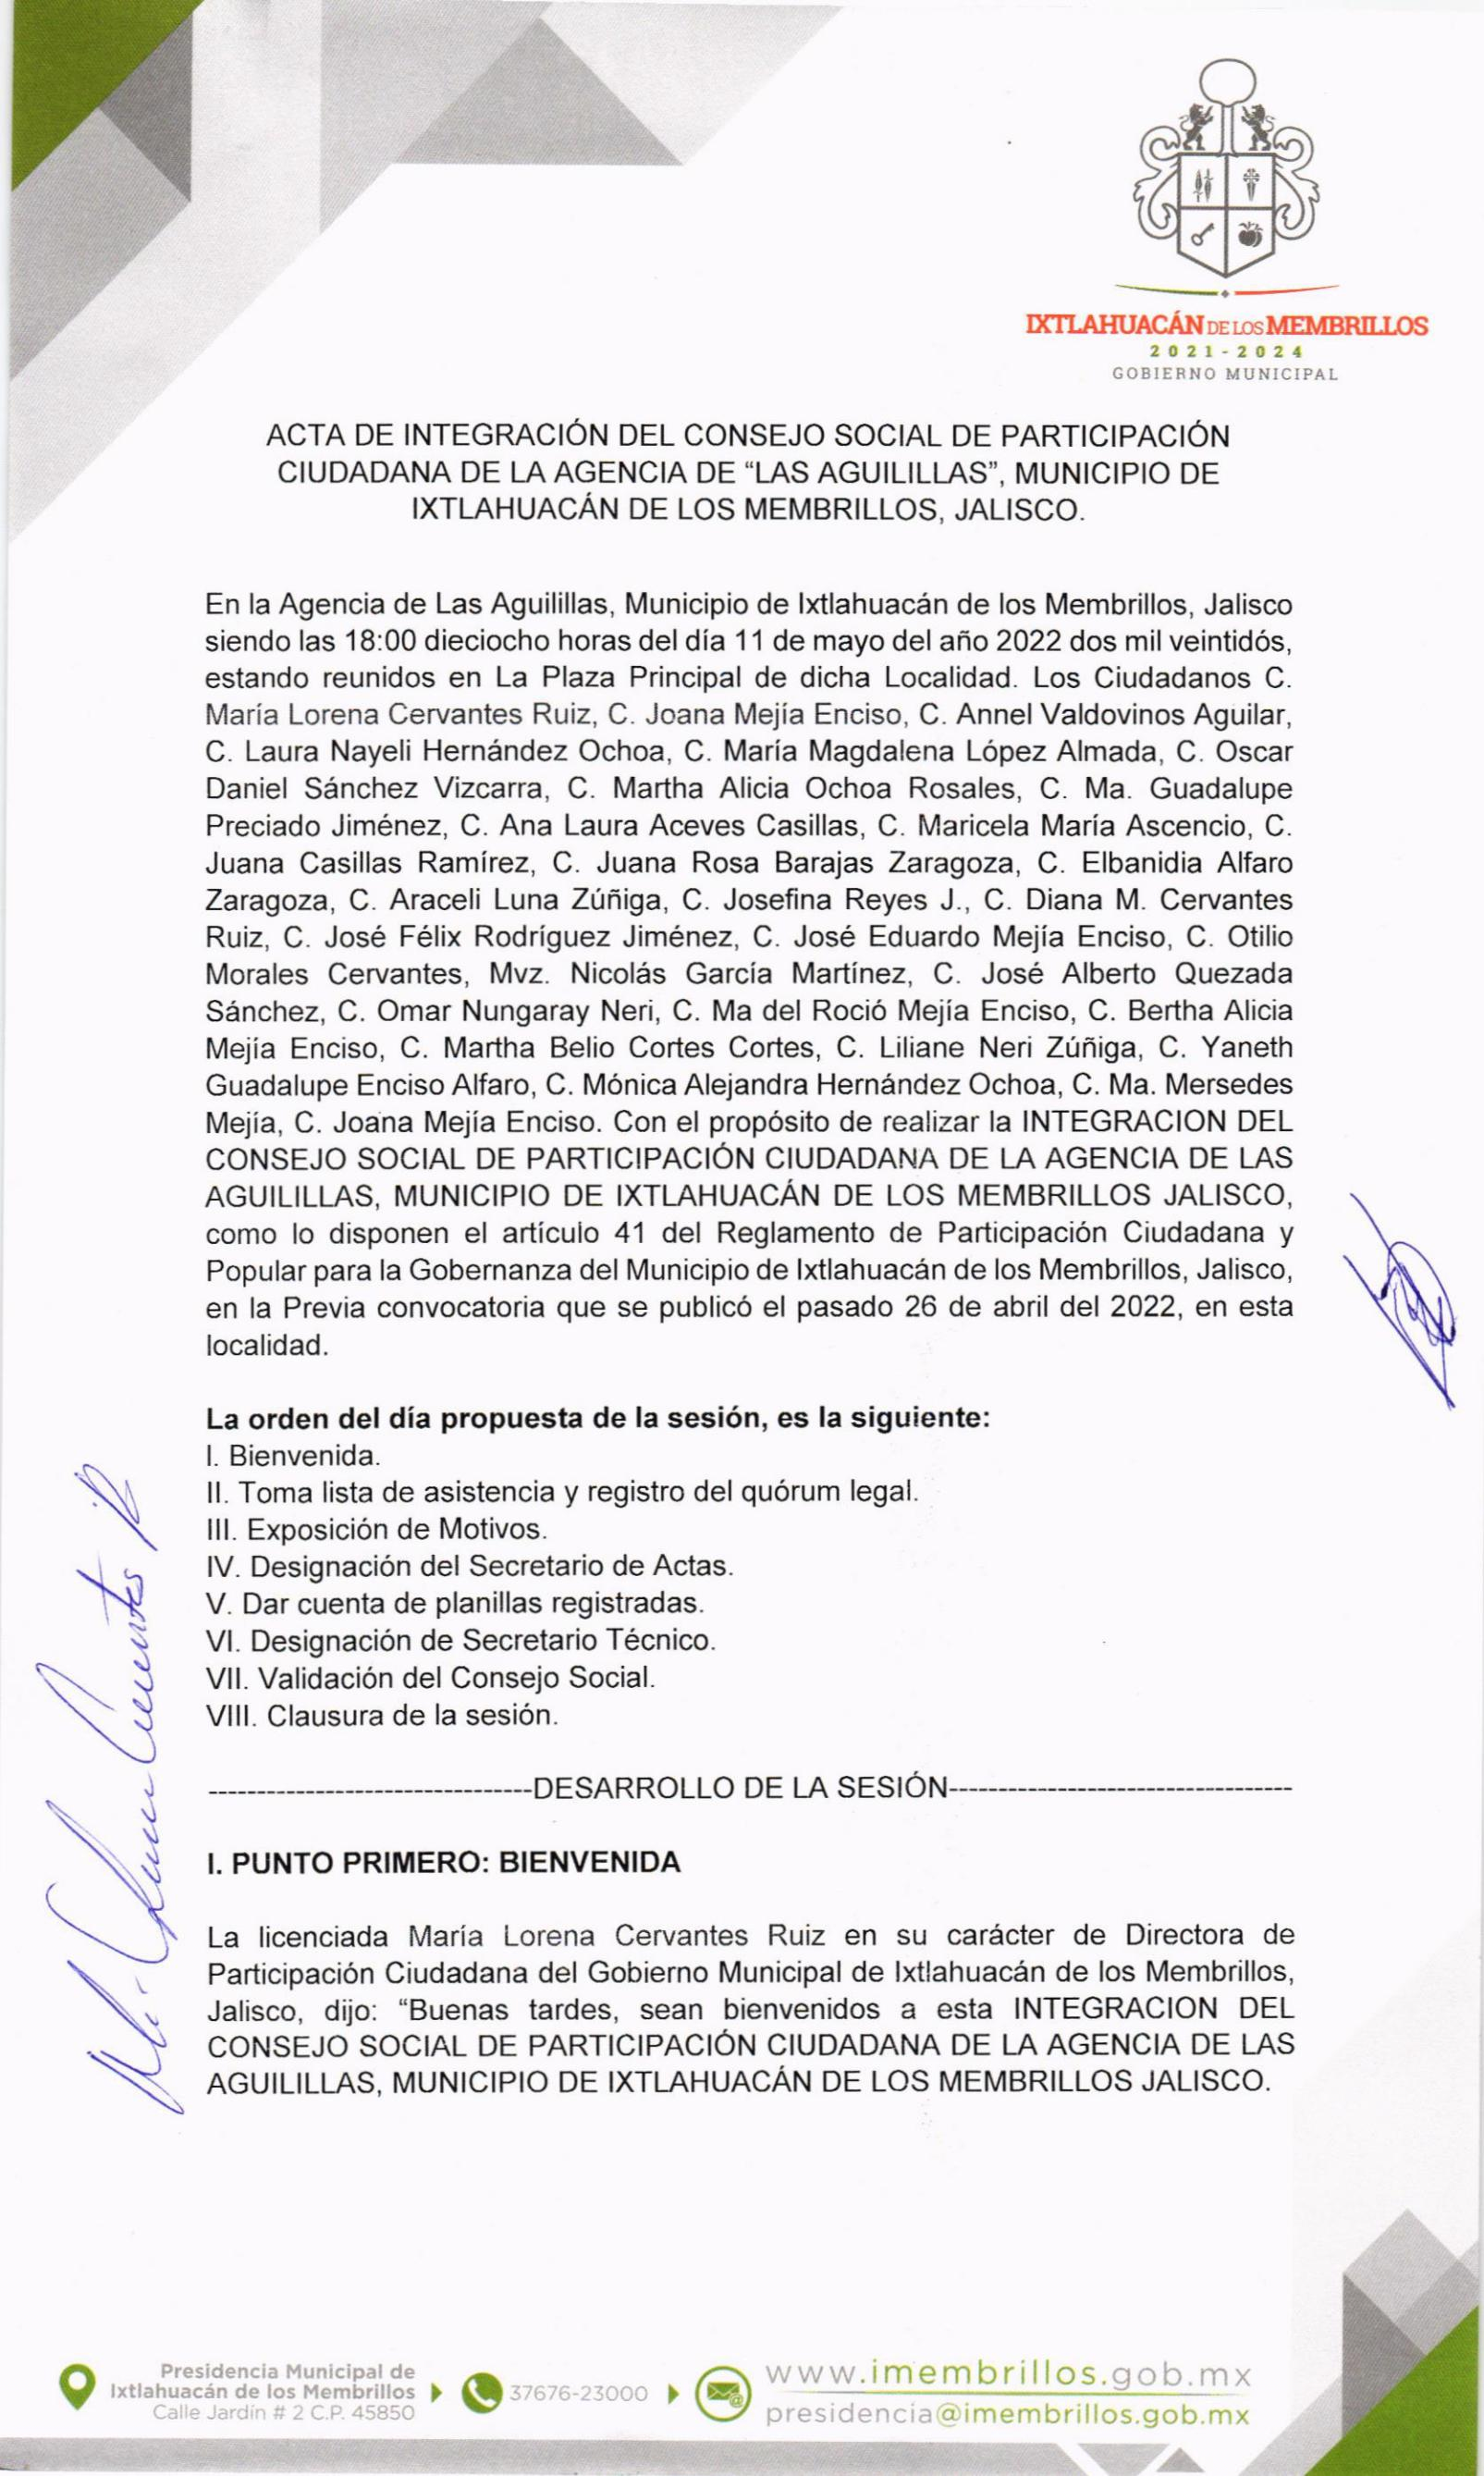 IXTLAHUACÁN DE LOS MEMBRILLOS
2021-2024
GOBIERNO MUNICIPAL
ACTA DE INTEGRACIÓN DEL CONSEJO SOCIAL DE PARTICIPACIÓN
CIUDADANA DE LA AGENCIA DE “LAS AGUILILLAS”, MUNICIPIO DE
IXTLAHUACÁN DE LOS MEMBRILLOS, JALISCO.
En la Agencia de Las Aguilillas, Municipio de Ixtlahuacán de los Membrillos, Jalisco
siendo las 18:00 dieciocho horas del día 11 de mayo del año 2022 dos mil veintidós,
estando reunidos en La Plaza Principal de dicha Localidad. Los Ciudadanos C.
María Lorena Cervantes Ruiz, C. Joana Mejía Enciso, C. Annel Valdovinos Aguilar,
C. Laura Nayeli Hernández Ochoa, C. María Magdalena López Almada, C. Oscar
Daniel Sánchez Vizcarra, C. Martha Alicia Ochoa Rosales, C. Ma. Guadalupe
Preciado Jiménez, C. Ana Laura Aceves Casillas, C. Maricela María Ascencio, C.
Juana Casillas Ramírez, C. Juana Rosa Barajas Zaragoza, C. Elbanidia Alfaro
Zaragoza, C. Araceli Luna Zúñiga, C. Josefina Reyes J., C. Diana M. Cervantes
Ruiz, C. José Félix Rodríguez Jiménez, C. José Eduardo Mejía Enciso, C. Otilio
Morales Cervantes, Mvz. Nicolás García Martínez, C. José Alberto Quezada
Sánchez, C. Omar Nungaray Neri, C. Ma del Roció Mejía Enciso, C. Bertha Alicia
Mejía Enciso, C. Martha Belio Cortes Cortes, C. Liliane Neri Zúñiga, C. Yaneth
Guadalupe Enciso Alfaro, C. Mónica Alejandra Hernández Ochoa, C. Ma. Mersedes
Mejía, C. Joana Mejía Enciso. Con el propósito de realizar la INTEGRACION DEL
CONSEJO SOCIAL DE PARTICIPACIÓN CIUDADANA DE LA AGENCIA DE LAS
AGUILILLAS, MUNICIPIO DE IXTLAHUACÁN DE LOS MEMBRILLOS JALISCO,
como lo disponen el artículo 41 del Reglamento de Participación Ciudadana y
Popular para la Gobernanza del Municipio de Ixtlahuacán de los Membrillos, Jalisco,
en la Previa convocatoria que se publicó el pasado 26 de abril del 2022, en esta
localidad.
La orden del día propuesta de la sesión, es la siguiente:
I. Bienvenida.
II. Toma lista de asistencia y registro del quórum legal.
III. Exposición de Motivos.
IV. Designación del Secretario de Actas.
V. Dar cuenta de planillas registradas.
VI. Designación de Secretario Técnico.
VII. Validación del Consejo Social.
VIII. Clausura de la sesión.
---------------------------------DESARROLLO DE LA SESIÓN-----------------------------------
I. PUNTO PRIMERO: BIENVENIDA
La licenciada María Lorena Cervantes Ruiz en su carácter de Directora de
Participación Ciudadana del Gobierno Municipal de Ixtlahuacán de los Membrillos,
Jalisco, dijo: “Buenas tardes, sean bienvenidos a esta INTEGRACION DEL
CONSEJO SOCIAL DE PARTICIPACIÓN CIUDADANA DE LA AGENCIA DE LAS
AGUILILLAS, MUNICIPIO DE IXTLAHUACÁN DE LOS MEMBRILLOS JALISCO.
Presidencia Municipal de
Ixtlahuacán de los Membrillos
Calle Jardín # 2 C.P. 45850
37676-23000
www.imembrillos.gob.mx
presidencia@imembrillos.gob.mx